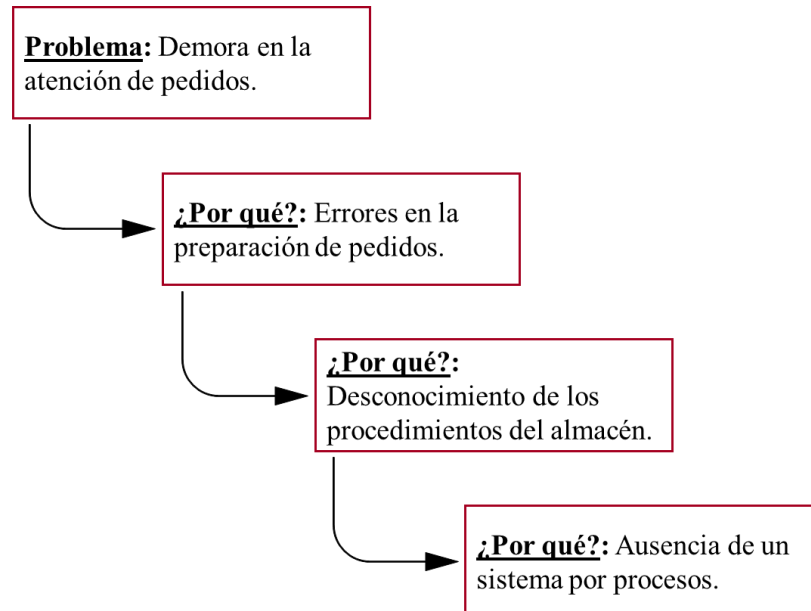 Problema: Demora en la
atención de pedidos.
¿Por qué?: Errores en la
preparación de pedidos.
¿Por qué?:
Desconocimiento de los
procedimientos del almacén.
¿Por qué?: Ausencia de un
sistema por procesos.